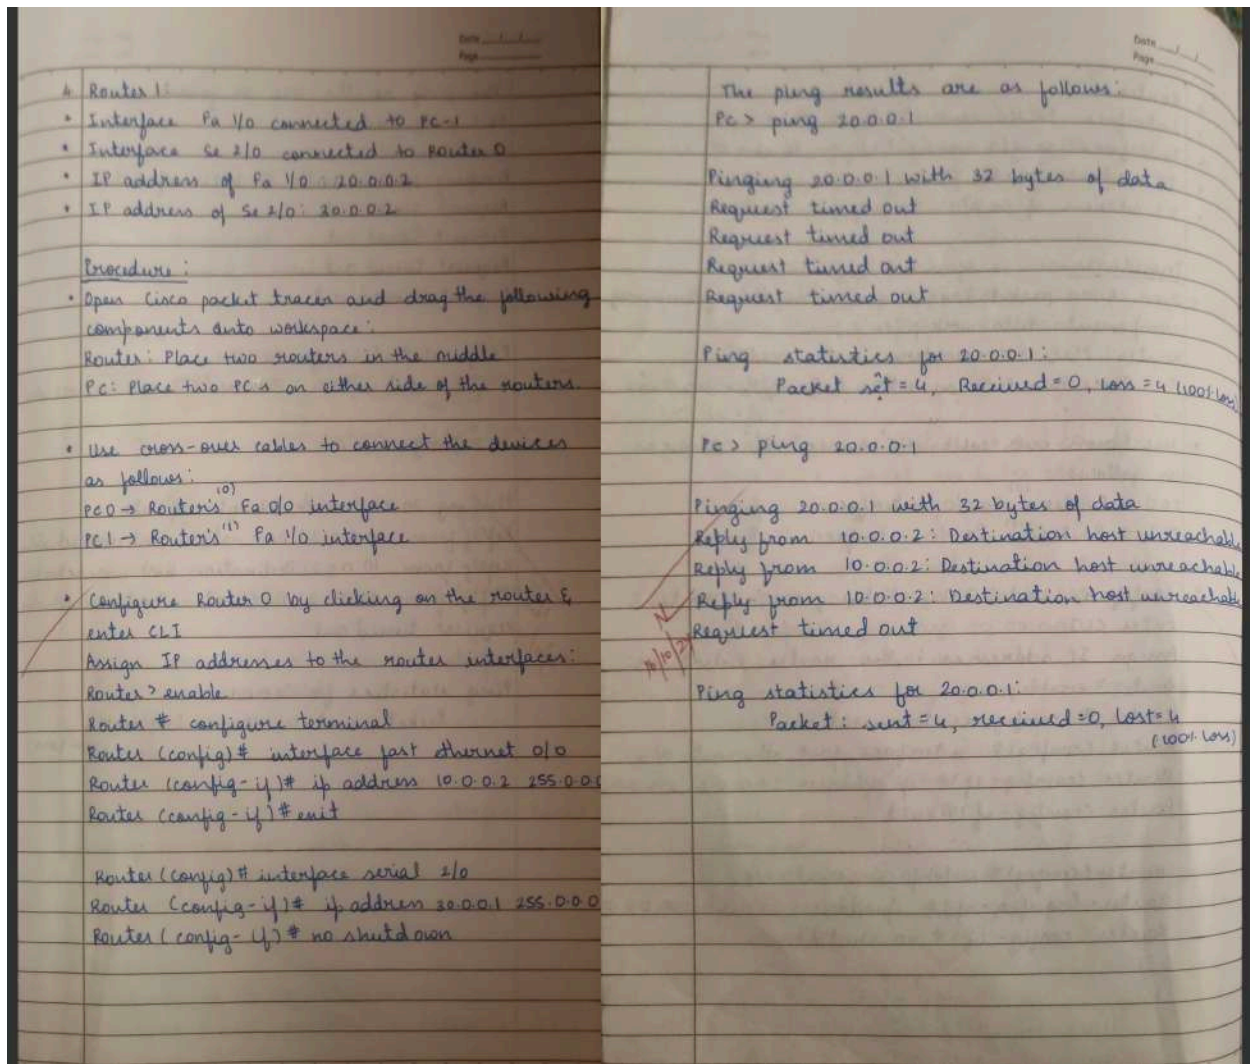 Date
Page
4. Router 1:
• Interface Fa 1/0 connected to PC-1
• Interface Se 2/0 connected to Router 0
• IP address of Fa 1/0: 20.0.0.2
• IP address of Se 2/0: 30.0.0.2
Procedure:
• Open Cisco packet tracer and drag the following
components onto workspace:
Router: Place two routers in the middle
PC: Place two PCs on either side of the routers.
• Use cross-over cables to connect the devices
as follows:
PC0 → Router's (0) Fa 0/0 interface
PC1 → Router's (1) Fa 1/0 interface
• Configure Router 0 by clicking on the router &
enter CLI
Assign IP addresses to the router interfaces:
Router > enable
Router # configure terminal
Router (config)# interface fast ethernet 0/0
Router (config-if)# ip address 10.0.0.2 255.0.0.0
Router (config-if)# exit
Router (config)# interface serial 2/0
Router (config-if)# ip address 30.0.0.1 255.0.0.0
Router (config-if)# no shutdown
Date
Page
The ping results are as follows:
PC > ping 20.0.0.1
Pinging 20.0.0.1 with 32 bytes of data
Request timed out
Request timed out
Request timed out
Request timed out
Ping statistics for 20.0.0.1:
Packet set = 4, Received = 0, Loss = 4 (100% loss)
PC > ping 20.0.0.1
Pinging 20.0.0.1 with 32 bytes of data
Reply from 10.0.0.2: Destination host unreachable
Reply from 10.0.0.2: Destination host unreachable
Reply from 10.0.0.2: Destination host unreachable
Request timed out
Ping statistics for 20.0.0.1:
Packet: sent = 4, received = 0, Lost = 4
(100% Loss)